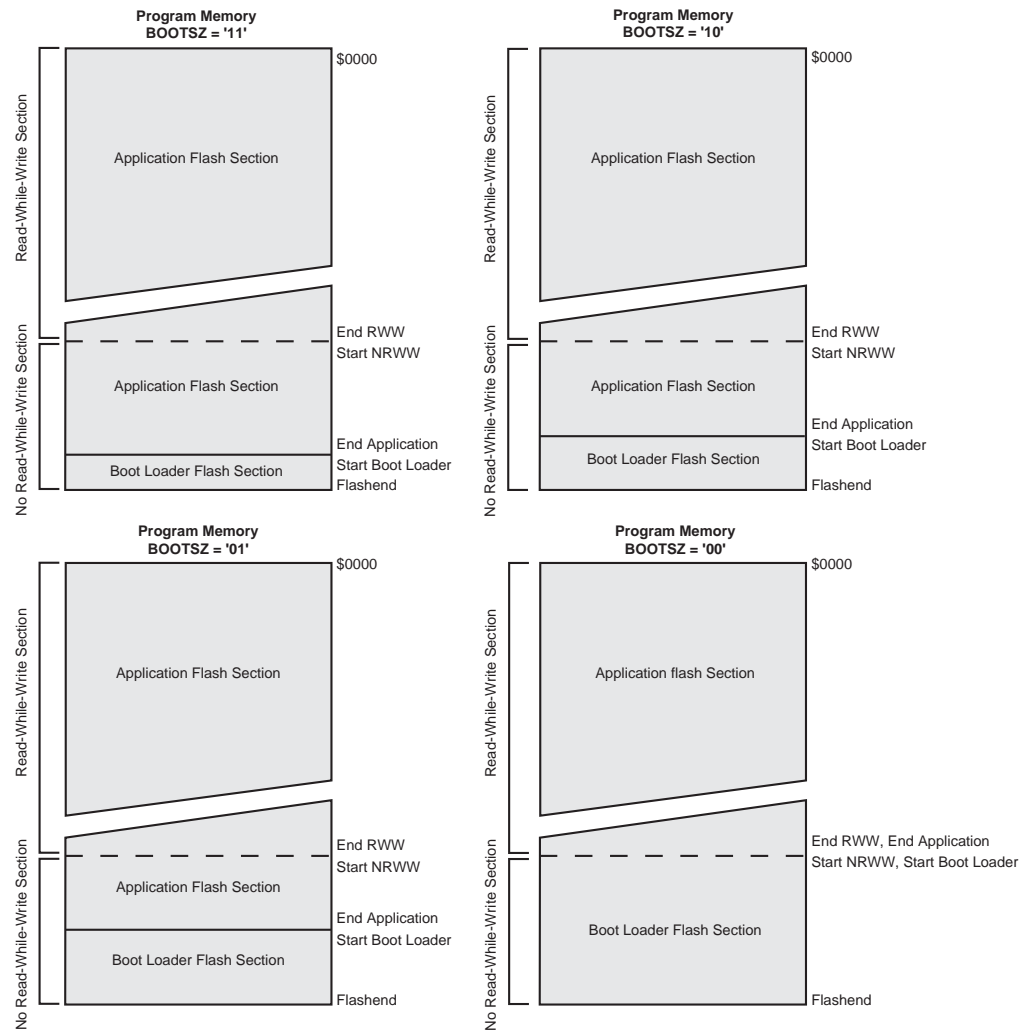 Program Memory
BOOTSZ = '11'
$0000
Read-While-Write Section
Application Flash Section
End RWW
Start NRWW
No Read-While-Write Section
Application Flash Section
End Application
Start Boot Loader
Boot Loader Flash Section
Flashend
Program Memory
BOOTSZ = '10'
$0000
Read-While-Write Section
Application Flash Section
End RWW
Start NRWW
No Read-While-Write Section
Application Flash Section
End Application
Start Boot Loader
Boot Loader Flash Section
Flashend
Program Memory
BOOTSZ = '01'
$0000
Read-While-Write Section
Application Flash Section
End RWW
Start NRWW
No Read-While-Write Section
Application Flash Section
End Application
Start Boot Loader
Boot Loader Flash Section
Flashend
Program Memory
BOOTSZ = '00'
$0000
Read-While-Write Section
Application flash Section
End RWW, End Application
Start NRWW, Start Boot Loader
No Read-While-Write Section
Boot Loader Flash Section
Flashend